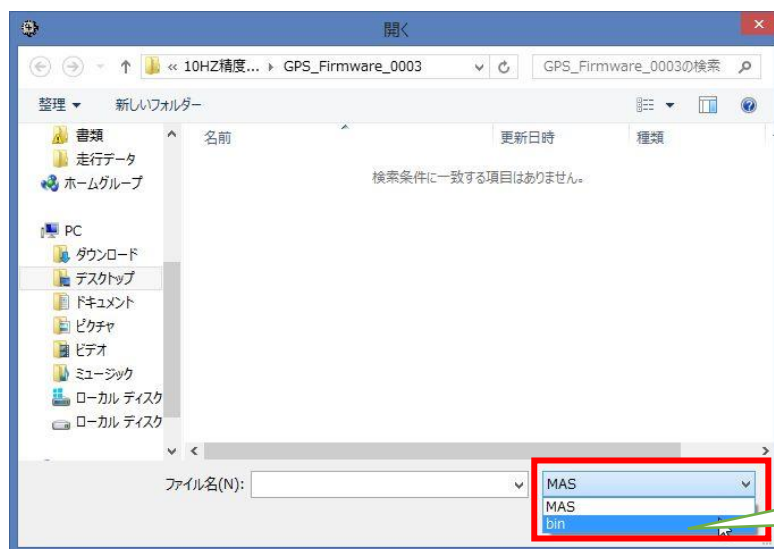 開く
« 10HZ精度... ▸ GPS_Firmware_0003
GPS_Firmware_0003の検索
整理 ▼ 新しいフォルダー
名前 更新日時 種類
検索条件に一致する項目はありません。
書類
走行データ
ホームグループ
PC
ダウンロード
デスクトップ
ドキュメント
ピクチャ
ビデオ
ミュージック
ローカル ディスク
ローカル ディスク
ファイル名(N):
MAS
MAS
bin